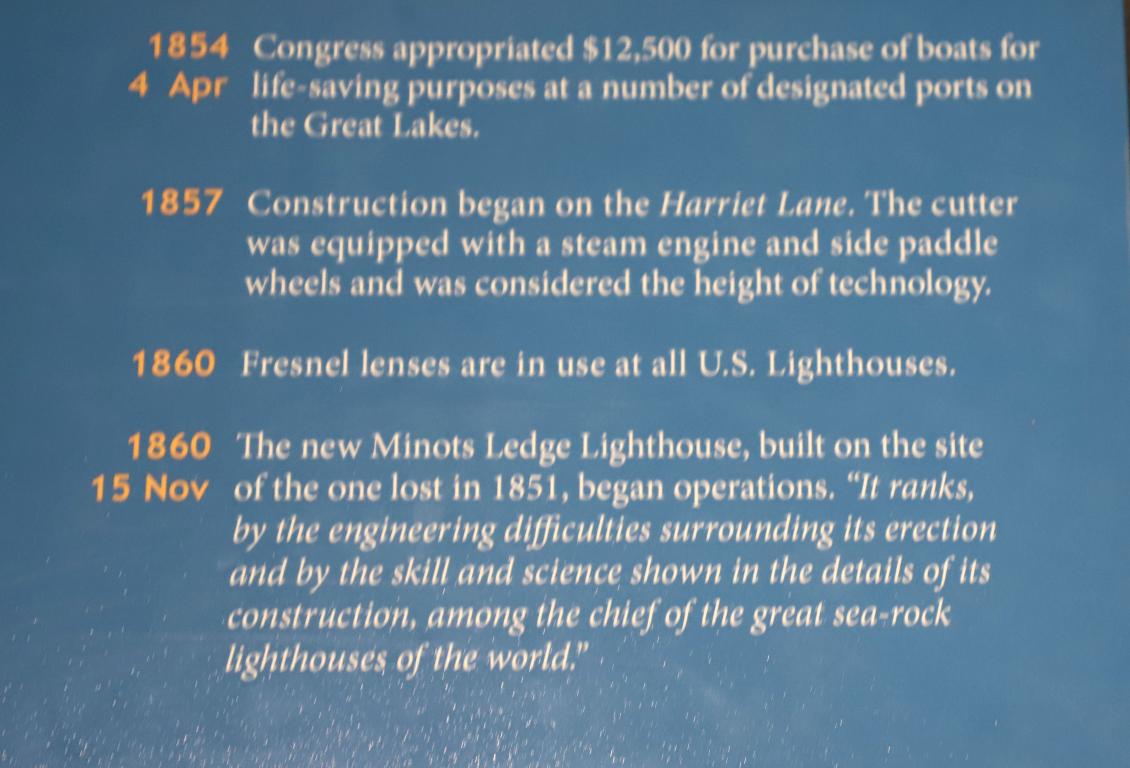 1854 Congress appropriated $12,500 for purchase of boats for
4 Apr life-saving purposes at a number of designated ports on
the Great Lakes.
1857 Construction began on the Harriet Lane. The cutter
was equipped with a steam engine and side paddle
wheels and was considered the height of technology.
1860 Fresnel lenses are in use at all U.S. Lighthouses.
1860 The new Minots Ledge Lighthouse, built on the site
15 Nov of the one lost in 1851, began operations. “It ranks,
by the engineering difficulties surrounding its erection
and by the skill and science shown in the details of its
construction, among the chief of the great sea-rock
lighthouses of the world.”